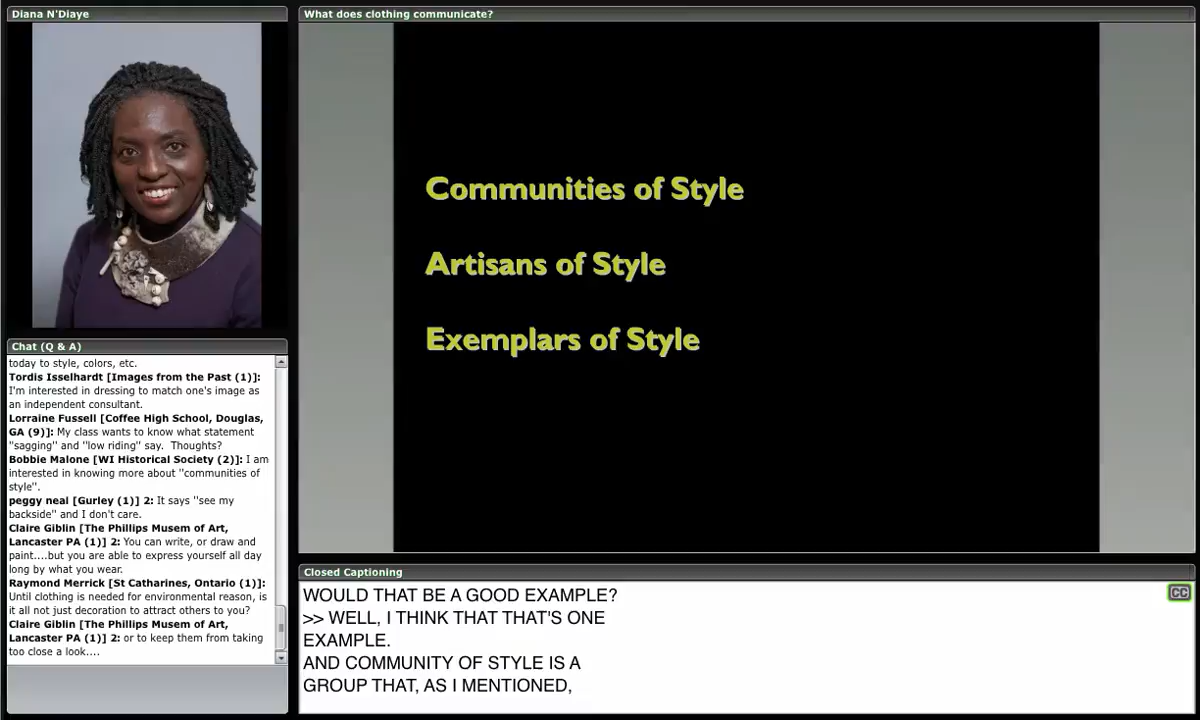 Diana N'Diaye
What does clothing communicate?
Communities of Style
Artisans of Style
Exemplars of Style
Chat (Q & A)
today to style, colors, etc.
Tordis Isselhardt [Images from the Past (1)]:
I'm interested in dressing to match one's image as
an independent consultant.
Lorraine Fussell [Coffee High School, Douglas,
GA (9)]: My class wants to know what statement
"sagging" and "low riding" say.  Thoughts?
Bobbie Malone [WI Historical Society (2)]: I am
interested in knowing more about "communities of
style".
peggy neal [Gurley (1)] 2: It says "see my
backside" and I don't care.
Claire Giblin [The Phillips Musem of Art,
Lancaster PA (1)] 2: You can write, or draw and
paint....but you are able to express yourself all day
long by what you wear.
Raymond Merrick [St Catharines, Ontario (1)]:
Until clothing is needed for environmental reason, is
it all not just decoration to attract others to you?
Claire Giblin [The Phillips Musem of Art,
Lancaster PA (1)] 2: or to keep them from taking
too close a look....
Closed Captioning
CC
WOULD THAT BE A GOOD EXAMPLE?
>> WELL, I THINK THAT THAT'S ONE
EXAMPLE.
AND COMMUNITY OF STYLE IS A
GROUP THAT, AS I MENTIONED,